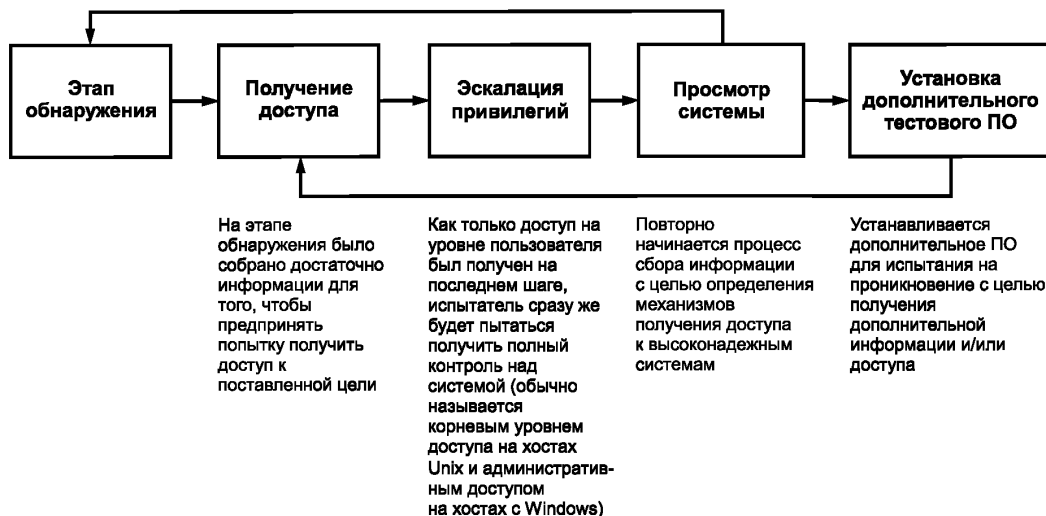 Этап
обнаружения
Получение
доступа
Эскалация
привилегий
Просмотр
системы
Установка
дополнительного
тестового ПО
На этапе
обнаружения было
собрано достаточно
информации для
того, чтобы
предпринять
попытку получить
доступ к
поставленной цели
Как только доступ на
уровне пользователя
был получен на
последнем шаге,
испытатель сразу же
будет пытаться
получить полный
контроль над
системой (обычно
называется
корневым уровнем
доступа на хостах
Unix и административ-
ным доступом
на хостах с Windows)
Повторно
начинается процесс
сбора информации
с целью определения
механизмов
получения доступа
к высоконадежным
системам
Устанавливается
дополнительное ПО
для испытания на
проникновение с целью
получения
дополнительной
информации и/или
доступа